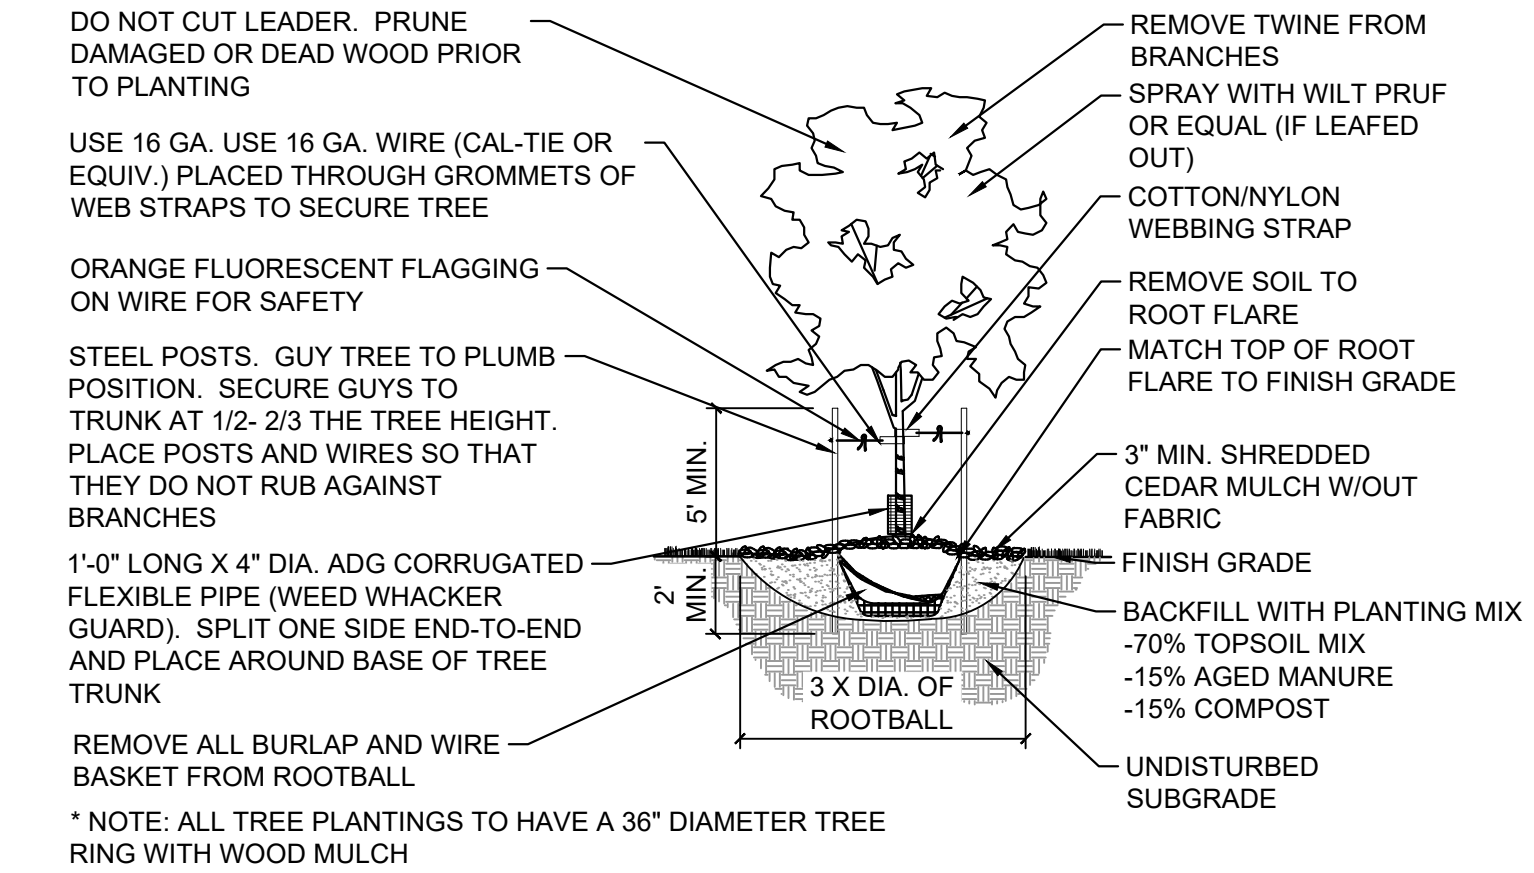 DO NOT CUT LEADER. PRUNE
DAMAGED OR DEAD WOOD PRIOR
TO PLANTING
USE 16 GA. USE 16 GA. WIRE (CAL-TIE OR
EQUIV.) PLACED THROUGH GROMMETS OF
WEB STRAPS TO SECURE TREE
ORANGE FLUORESCENT FLAGGING
ON WIRE FOR SAFETY
STEEL POSTS. GUY TREE TO PLUMB
POSITION. SECURE GUYS TO
TRUNK AT 1/2- 2/3 THE TREE HEIGHT.
PLACE POSTS AND WIRES SO THAT
THEY DO NOT RUB AGAINST
BRANCHES
1'-0" LONG X 4" DIA. ADG CORRUGATED
FLEXIBLE PIPE (WEED WHACKER
GUARD). SPLIT ONE SIDE END-TO-END
AND PLACE AROUND BASE OF TREE
TRUNK
REMOVE ALL BURLAP AND WIRE
BASKET FROM ROOTBALL
* NOTE: ALL TREE PLANTINGS TO HAVE A 36" DIAMETER TREE
RING WITH WOOD MULCH
5' MIN.
2'
MIN.
3 X DIA. OF
ROOTBALL
REMOVE TWINE FROM
BRANCHES
SPRAY WITH WILT PRUF
OR EQUAL (IF LEAFED
OUT)
COTTON/NYLON
WEBBING STRAP
REMOVE SOIL TO
ROOT FLARE
MATCH TOP OF ROOT
FLARE TO FINISH GRADE
3" MIN. SHREDDED
CEDAR MULCH W/OUT
FABRIC
FINISH GRADE
BACKFILL WITH PLANTING MIX
-70% TOPSOIL MIX
-15% AGED MANURE
-15% COMPOST
UNDISTURBED
SUBGRADE